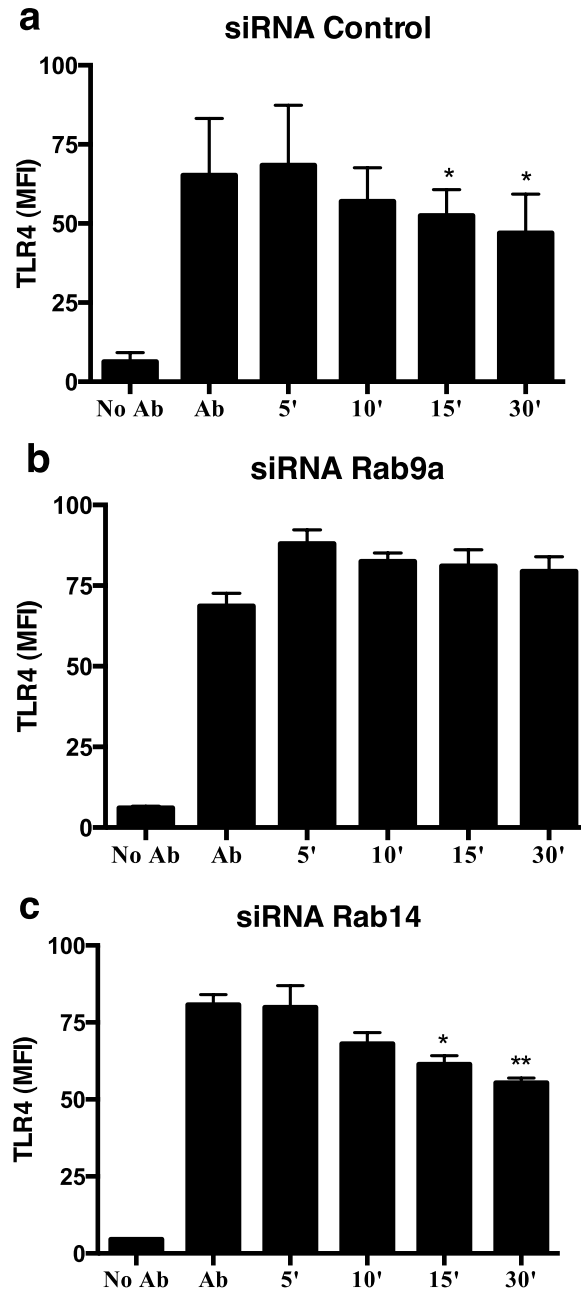 a
siRNA Control
TLR4 (MFI)
100
75
50
25
0
* *
No Ab Ab 5' 10' 15' 30'
b
siRNA Rab9a
TLR4 (MFI)
100
75
50
25
0
No Ab Ab 5' 10' 15' 30'
c
siRNA Rab14
TLR4 (MFI)
100
75
50
25
0
* **
No Ab Ab 5' 10' 15' 30'